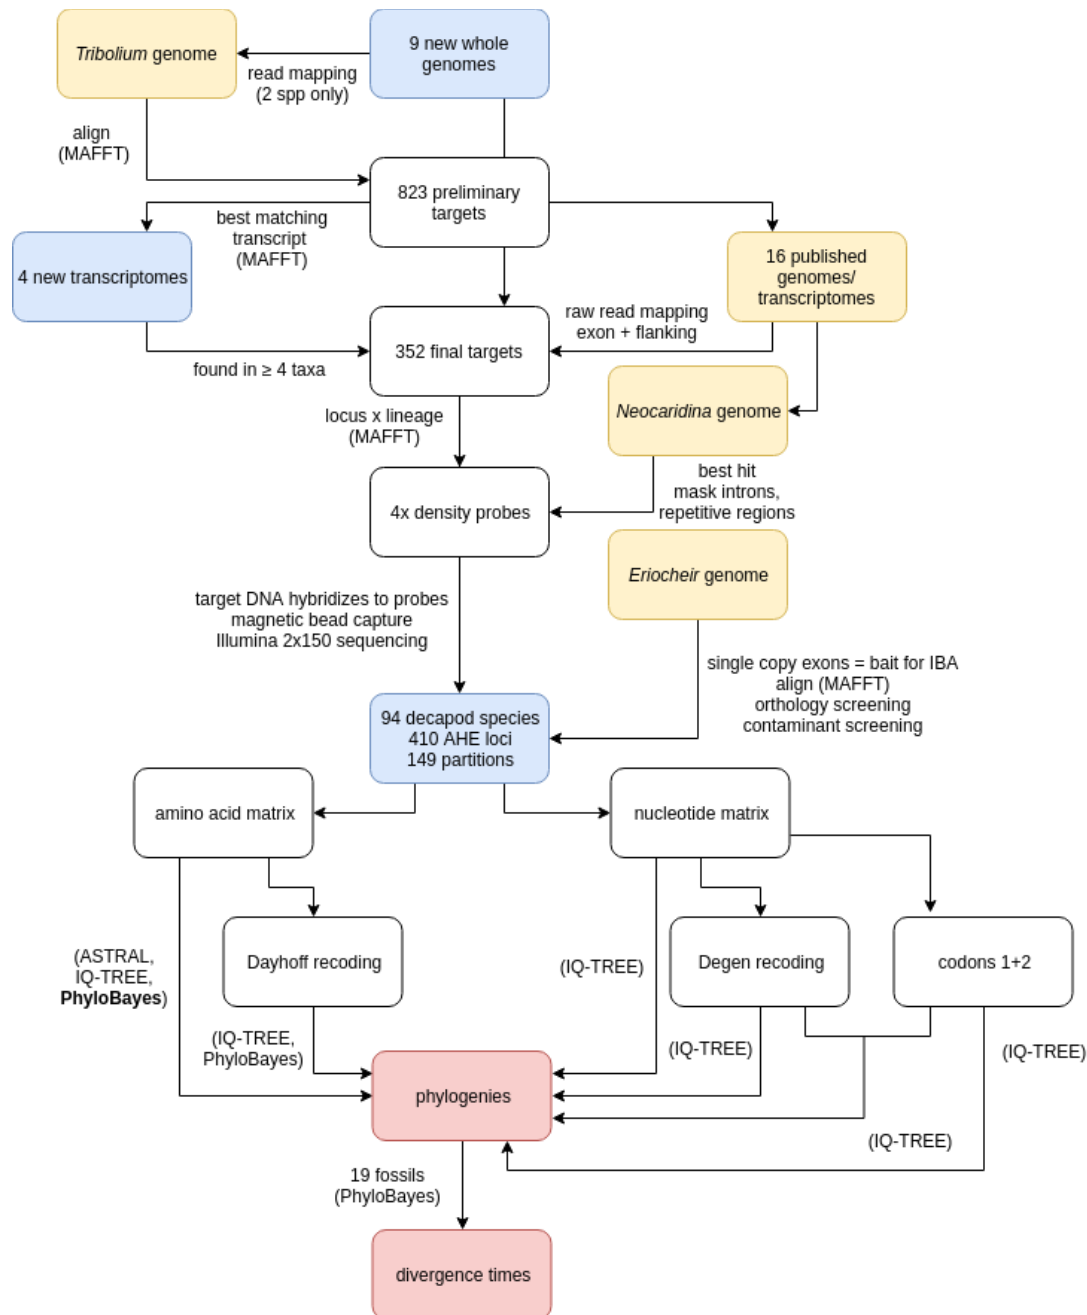 Tribolium genome
9 new whole
genomes
read mapping
(2 spp only)
align
(MAFFT)
823 preliminary
targets
best matching
transcript
(MAFFT)
4 new transcriptomes
16 published
genomes/
transcriptomes
raw read mapping
exon + flanking
352 final targets
found in ≥ 4 taxa
Neocaridina genome
locus x lineage
(MAFFT)
best hit
mask introns,
repetitive regions
4x density probes
Eriocheir genome
target DNA hybridizes to probes
magnetic bead capture
Illumina 2x150 sequencing
single copy exons = bait for IBA
align (MAFFT)
orthology screening
contaminant screening
94 decapod species
410 AHE loci
149 partitions
amino acid matrix
nucleotide matrix
Dayhoff recoding
Degen recoding
codons 1+2
(ASTRAL,
IQ-TREE,
PhyloBayes)
(IQ-TREE)
(IQ-TREE,
PhyloBayes)
(IQ-TREE)
(IQ-TREE)
phylogenies
(IQ-TREE)
19 fossils
(PhyloBayes)
divergence times